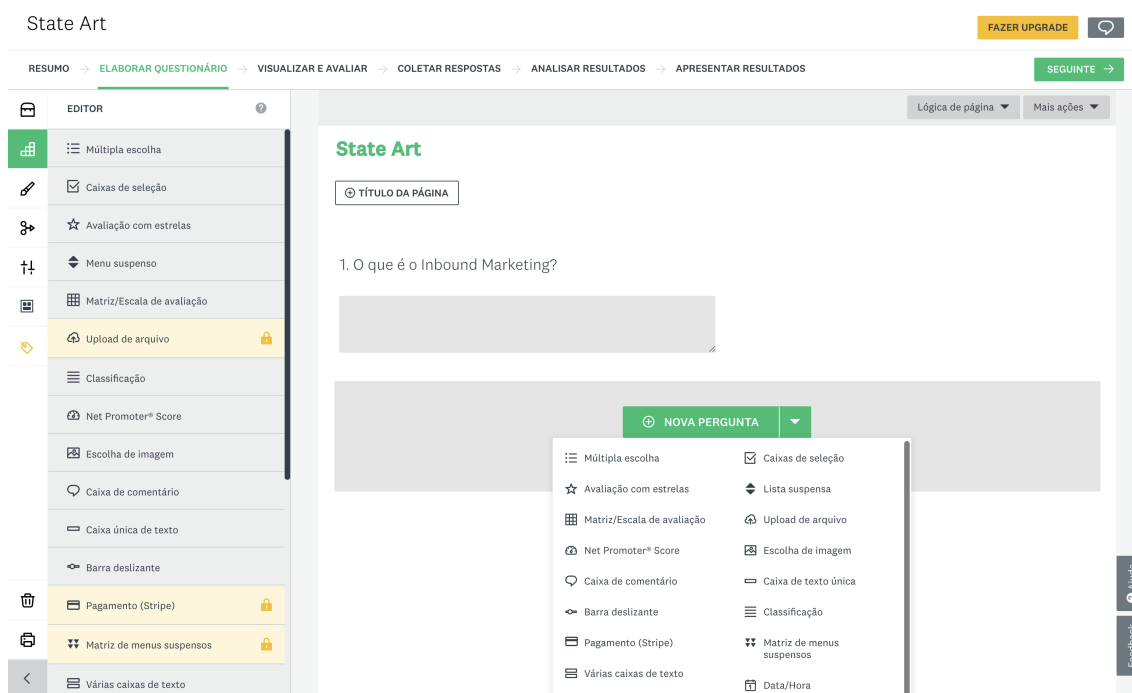 State Art
FAZER UPGRADE
RESUMO
ELABORAR QUESTIONÁRIO
VISUALIZAR E AVALIAR
COLETAR RESPOSTAS
ANALISAR RESULTADOS
APRESENTAR RESULTADOS
SEGUINTE
EDITOR
Múltipla escolha
Caixas de seleção
Avaliação com estrelas
Menu suspenso
Matriz/Escala de avaliação
Upload de arquivo
Classificação
Net Promoter® Score
Escolha de imagem
Caixa de comentário
Caixa única de texto
Barra deslizante
Pagamento (Stripe)
Matriz de menus suspensos
Várias caixas de texto
Lógica de página
Mais ações
State Art
TÍTULO DA PÁGINA
1. O que é o Inbound Marketing?
NOVA PERGUNTA
Múltipla escolha
Caixas de seleção
Avaliação com estrelas
Lista suspensa
Matriz/Escala de avaliação
Upload de arquivo
Net Promoter® Score
Escolha de imagem
Caixa de comentário
Caixa de texto única
Barra deslizante
Classificação
Pagamento (Stripe)
Matriz de menus
suspensos
Várias caixas de texto
Data/Hora
Ajuda
Feedback